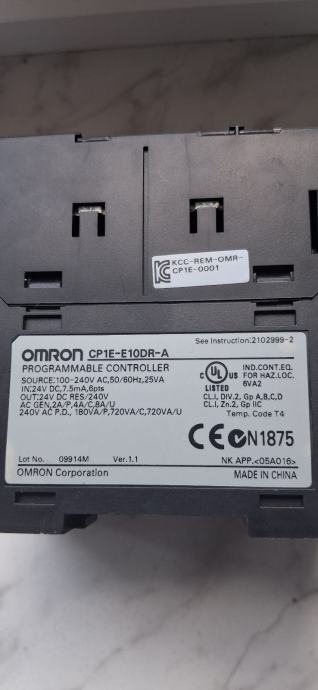 KCC-REM-OMR-
CP1E-0001
See Instruction:2102999-2
OMRON CP1E-E10DR-A
PROGRAMMABLE CONTROLLER
SOURCE:100-240V AC,50/60Hz,25VA
IN:24V DC,7.5mA,6pts
OUT:24V DC RES/240V
AC GEN,2A/P,4A/C,8A/U
240V AC P.D., 180VA/P,720VA/C,720VA/U
C UL US
LISTED
IND.CONT.EQ.
FOR HAZ.LOC.
6VA2
CL.I, DIV.2, Gp A,B,C,D
CL.I, Zn.2, Gp IIC
Temp. Code T4
CE N1875
Lot No. 09914M Ver.1.1
NK APP.<05A016>
OMRON Corporation MADE IN CHINA